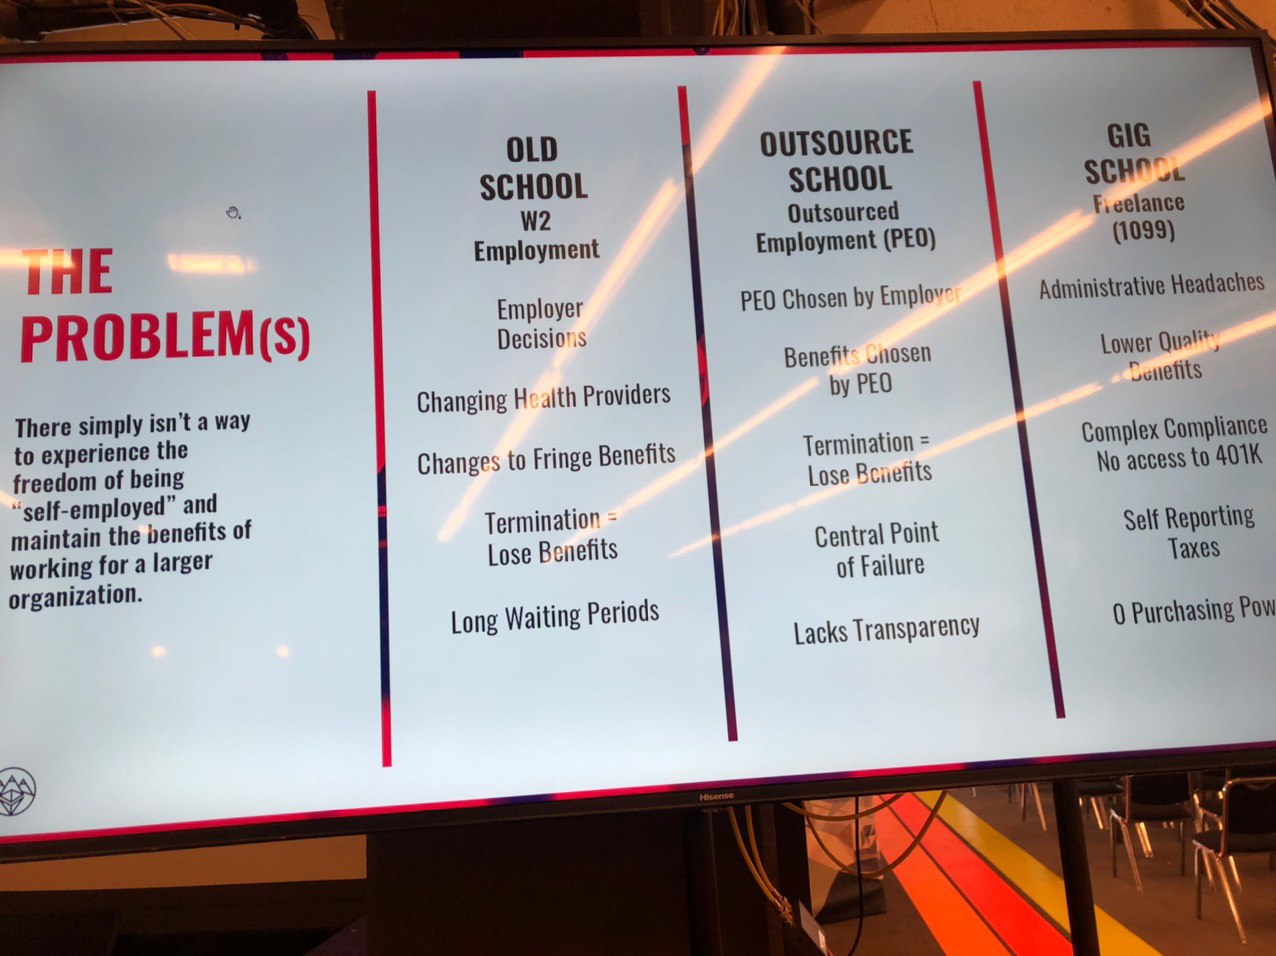 THE
PROBLEM(S)
There simply isn't a way
to experience the
freedom of being
“self-employed” and
maintain the benefits of
working for a larger
organization.
OLD
SCHOOL
W2
Employment
Employer
Decisions
Changing Health Providers
Changes to Fringe Benefits
Termination =
Lose Benefits
Long Waiting Periods
OUTSOURCE
SCHOOL
Outsourced
Employment (PEO)
PEO Chosen by Employer
Benefits Chosen
by PEO
Termination =
Lose Benefits
Central Point
of Failure
Lacks Transparency
GIG
SCHOOL
Freelance
(1099)
Administrative Headaches
Lower Quality
Benefits
Complex Compliance
No access to 401K
Self Reporting
Taxes
0 Purchasing Pow
Hisense